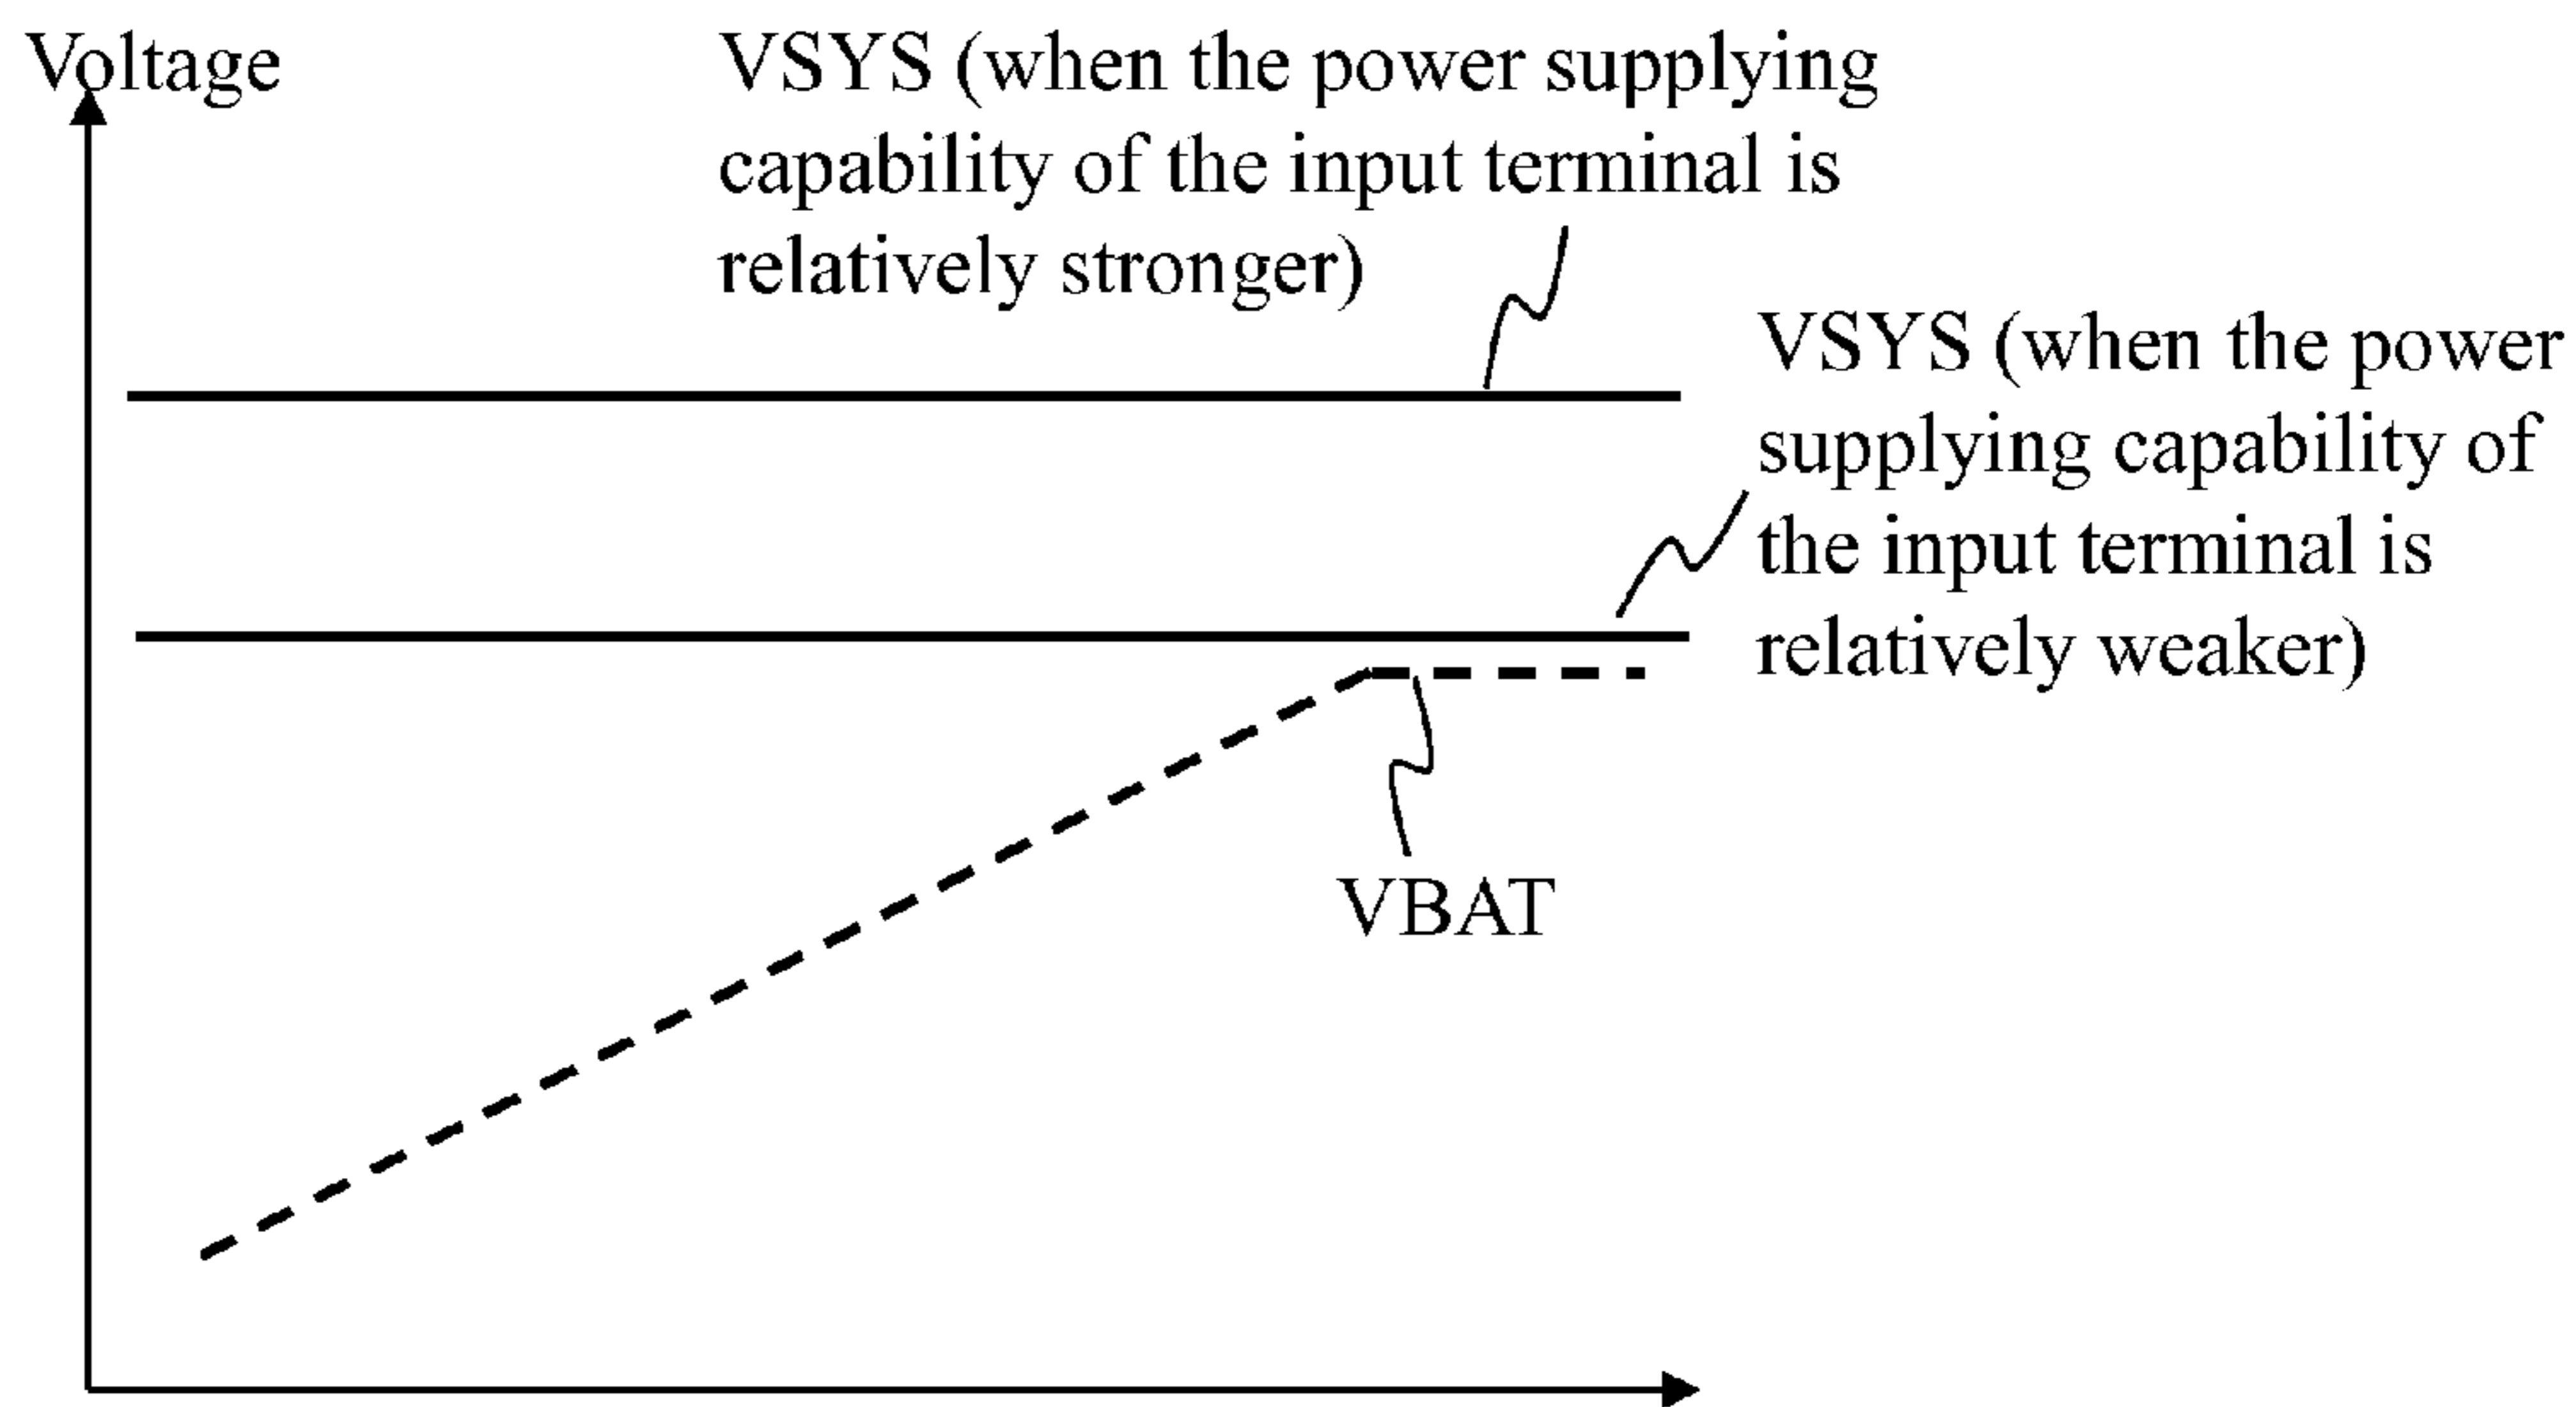 Voltage
VSYS (when the power supplying
capability of the input terminal is
relatively stronger)
VSYS (when the power
supplying capability of
the input terminal is
relatively weaker)
VBAT